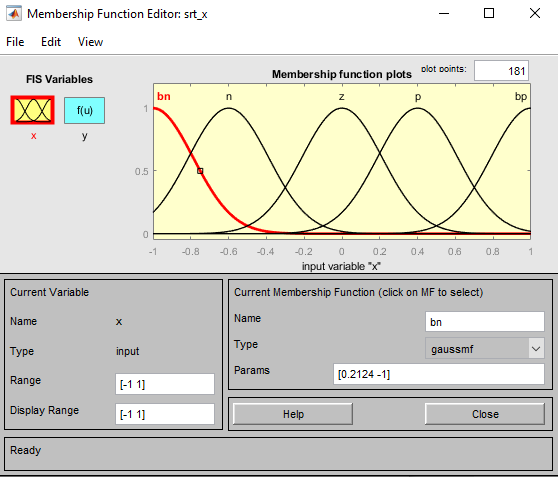 Membership Function Editor: srt_x
File Edit View
FIS Variables
f(u)
x y
Membership function plots
plot points: 181
bn n z p bp
1
0.5
0
-1 -0.8 -0.6 -0.4 -0.2 0 0.2 0.4 0.6 0.8 1
input variable "x"
Current Variable
Name x
Type input
Range [-1 1]
Display Range [-1 1]
Current Membership Function (click on MF to select)
Name bn
Type gaussmf
Params [0.2124 -1]
Help Close
Ready